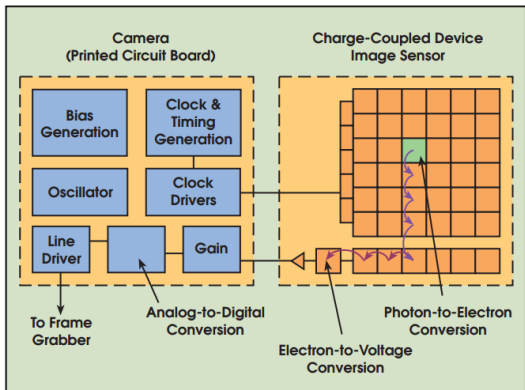 Camera
(Printed Circuit Board)
Charge-Coupled Device
Image Sensor
Bias
Generation
Clock &
Timing
Generation
Oscillator
Clock
Drivers
Line
Driver
Gain
To Frame
Grabber
Analog-to-Digital
Conversion
Electron-to-Voltage
Conversion
Photon-to-Electron
Conversion